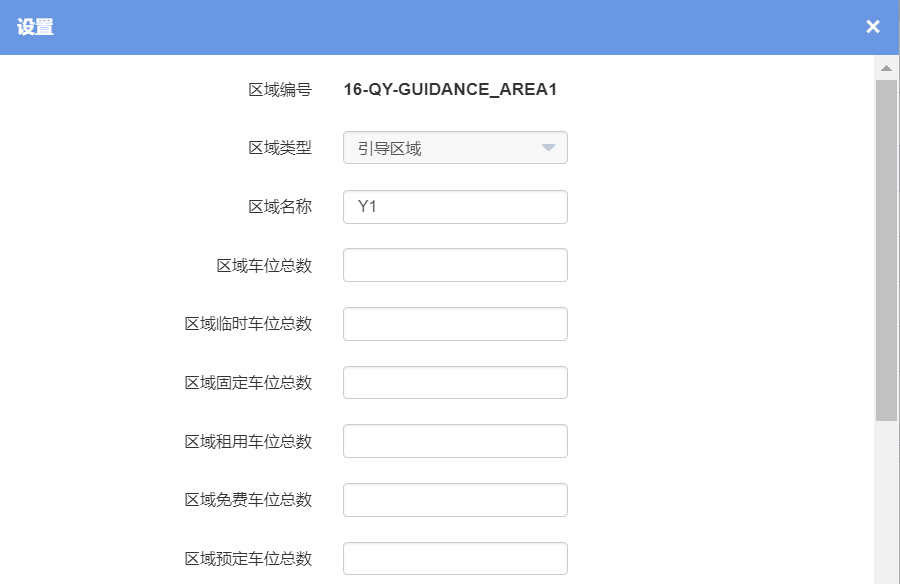 设置
区域编号 16-QY-GUIDANCE_AREA1
区域类型 引导区域
区域名称 Y1
区域车位总数
区域临时车位总数
区域固定车位总数
区域租用车位总数
区域免费车位总数
区域预定车位总数